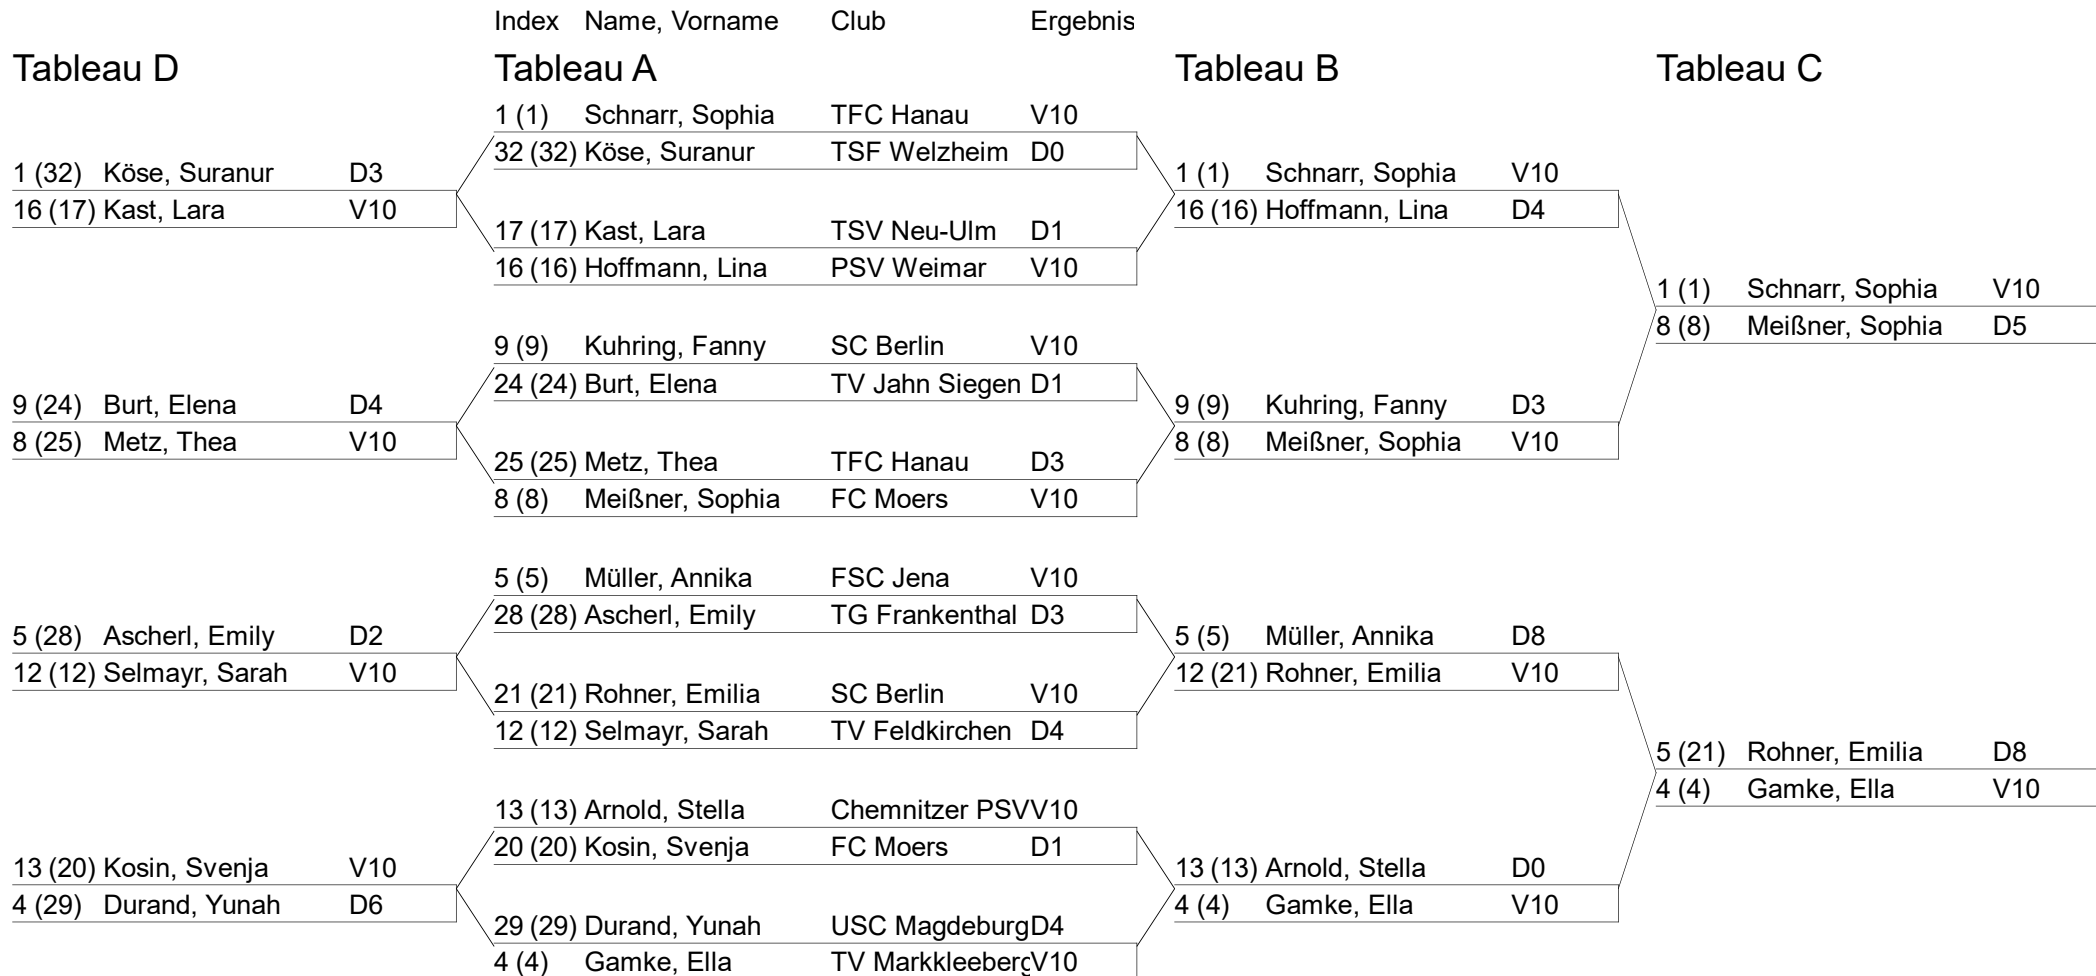 Index Name, Vorname Club Ergebnis
Tableau D Tableau A Tableau B Tableau C
1 (1) Schnarr, Sophia TFC Hanau V10
32 (32) Köse, Suranur TSF Welzheim D0
1 (32) Köse, Suranur D3 1 (1) Schnarr, Sophia V10
16 (17) Kast, Lara V10 16 (16) Hoffmann, Lina D4
17 (17) Kast, Lara TSV Neu-Ulm D1
16 (16) Hoffmann, Lina PSV Weimar V10
1 (1) Schnarr, Sophia V10
8 (8) Meißner, Sophia D5
9 (9) Kuhring, Fanny SC Berlin V10
24 (24) Burt, Elena TV Jahn Siegen D1
9 (24) Burt, Elena D4 9 (9) Kuhring, Fanny D3
8 (25) Metz, Thea V10 8 (8) Meißner, Sophia V10
25 (25) Metz, Thea TFC Hanau D3
8 (8) Meißner, Sophia FC Moers V10
5 (5) Müller, Annika FSC Jena V10
28 (28) Ascherl, Emily TG Frankenthal D3
5 (28) Ascherl, Emily D2 5 (5) Müller, Annika D8
12 (12) Selmayr, Sarah V10 12 (21) Rohner, Emilia V10
21 (21) Rohner, Emilia SC Berlin V10
12 (12) Selmayr, Sarah TV Feldkirchen D4
5 (21) Rohner, Emilia D8
4 (4) Gamke, Ella V10
13 (13) Arnold, Stella Chemnitzer PSV V10
20 (20) Kosin, Svenja FC Moers D1
13 (20) Kosin, Svenja V10 13 (13) Arnold, Stella D0
4 (29) Durand, Yunah D6 4 (4) Gamke, Ella V10
29 (29) Durand, Yunah USC Magdeburg D4
4 (4) Gamke, Ella TV Markkleeberg V10